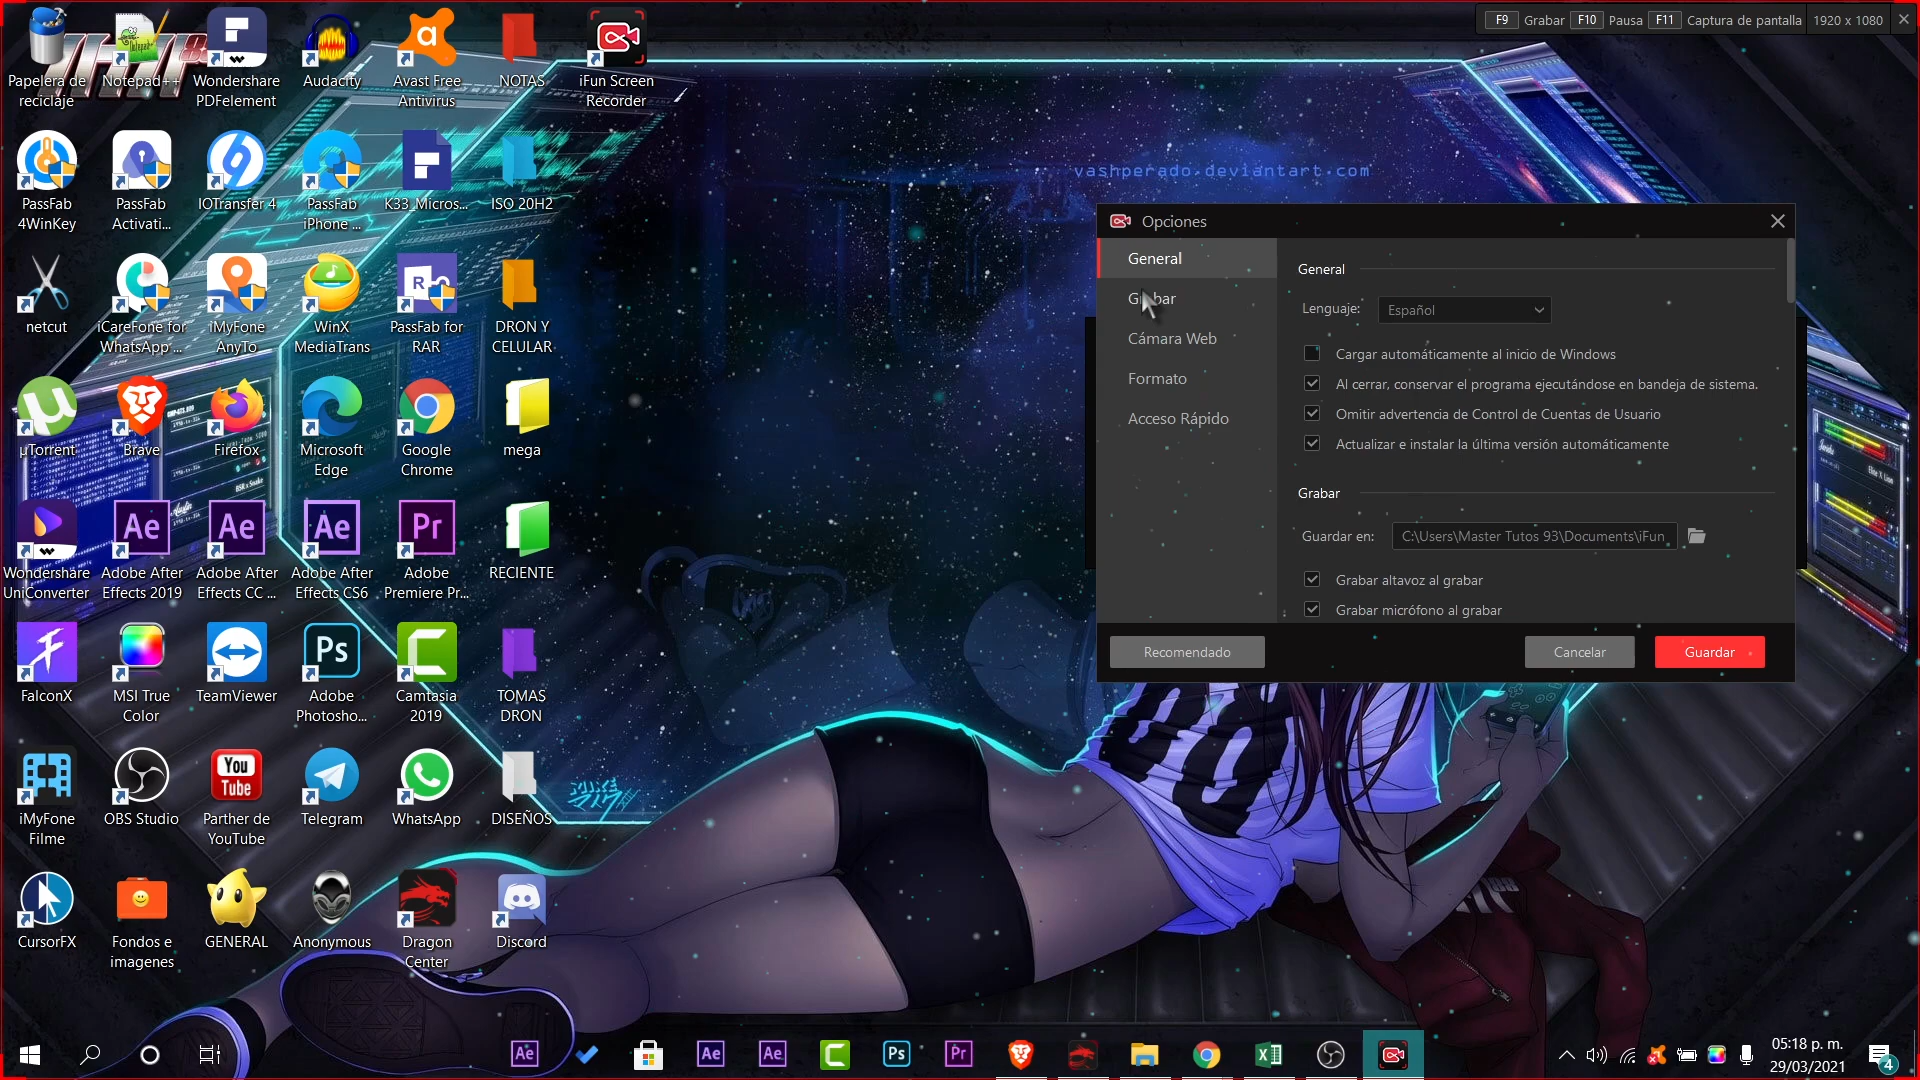 F9 Grabar F10 Pausa F11 Captura de pantalla 1920 x 1080
Papelera de reciclaje
Notepad++
Wondershare PDFelement
Audacity
Avast Free Antivirus
NOTAS
iFun Screen Recorder
PassFab 4WinKey
PassFab Activati...
IOTransfer 4
PassFab iPhone ...
K33_Micros...
ISO 20H2
netcut
iCareFone for WhatsApp ...
iMyFone AnyTo
WinX MediaTrans
PassFab for RAR
DRON Y CELULAR
µTorrent
Brave
Firefox
Microsoft Edge
Google Chrome
mega
Wondershare UniConverter
Adobe After Effects 2019
Adobe After Effects CC ...
Adobe After Effects CS6
Adobe Premiere Pr...
RECIENTE
FalconX
MSI True Color
TeamViewer
Adobe Photosho...
Camtasia 2019
TOMAS DRON
iMyFone Filme
OBS Studio
You Tube
Parther de YouTube
Telegram
WhatsApp
DISEÑOS
CursorFX
Fondos e imagenes
GENERAL
Anonymous
Dragon Center
Discord
vashperado.deviantart.com
Opciones
General
Grabar
Cámara Web
Formato
Acceso Rápido
General
Lenguaje: Español
Cargar automáticamente al inicio de Windows
Al cerrar, conservar el programa ejecutándose en bandeja de sistema.
Omitir advertencia de Control de Cuentas de Usuario
Actualizar e instalar la última versión automáticamente
Grabar
Guardar en: C:\Users\Master Tutos 93\Documents\iFun
Grabar altavoz al grabar
Grabar micrófono al grabar
Recomendado Cancelar Guardar
05:18 p. m.
29/03/2021
4